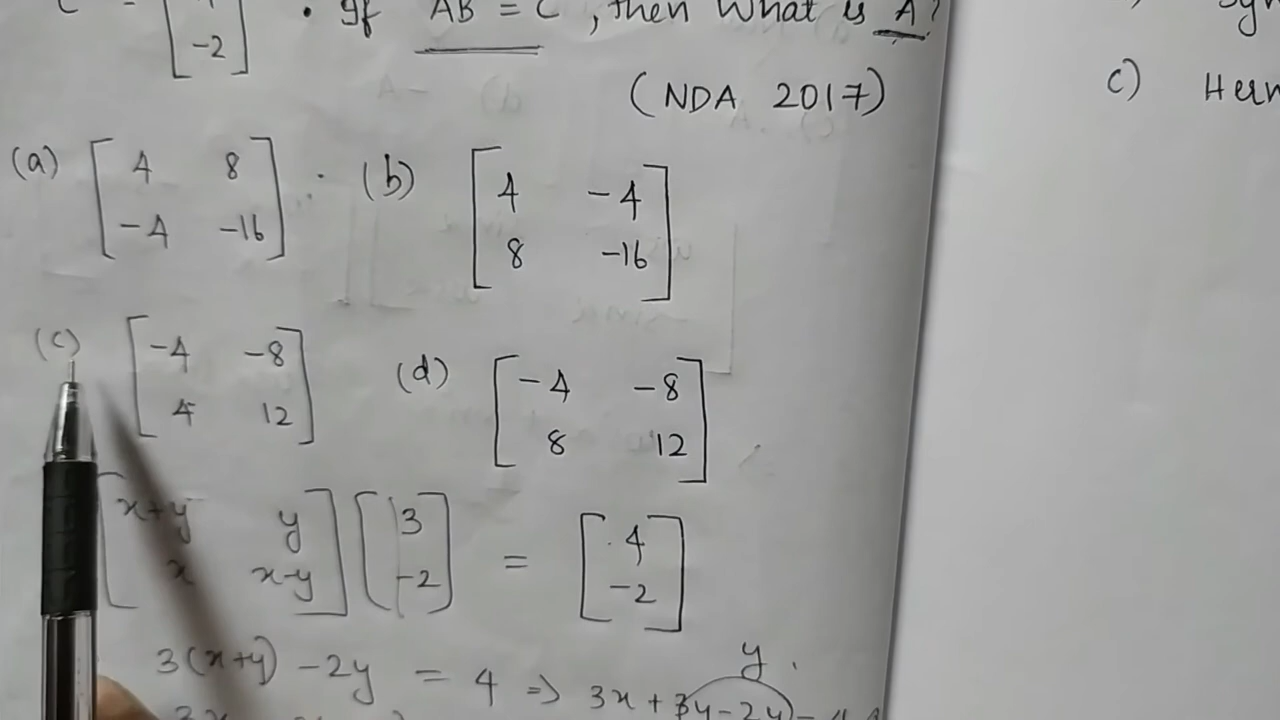 -2 . If AB = C , then What is A?
(NDA 2017)
c)
(a) [4 8
-4 -16] . (b) [4 -4
8 -16]
(c) [-4 -8
4 12] (d) [-4 -8
8 12]
[x+y y
x x-y] [3
-2] = [4
-2]
3(x+y) -2y = 4 => 3x + 3y - 2y
y